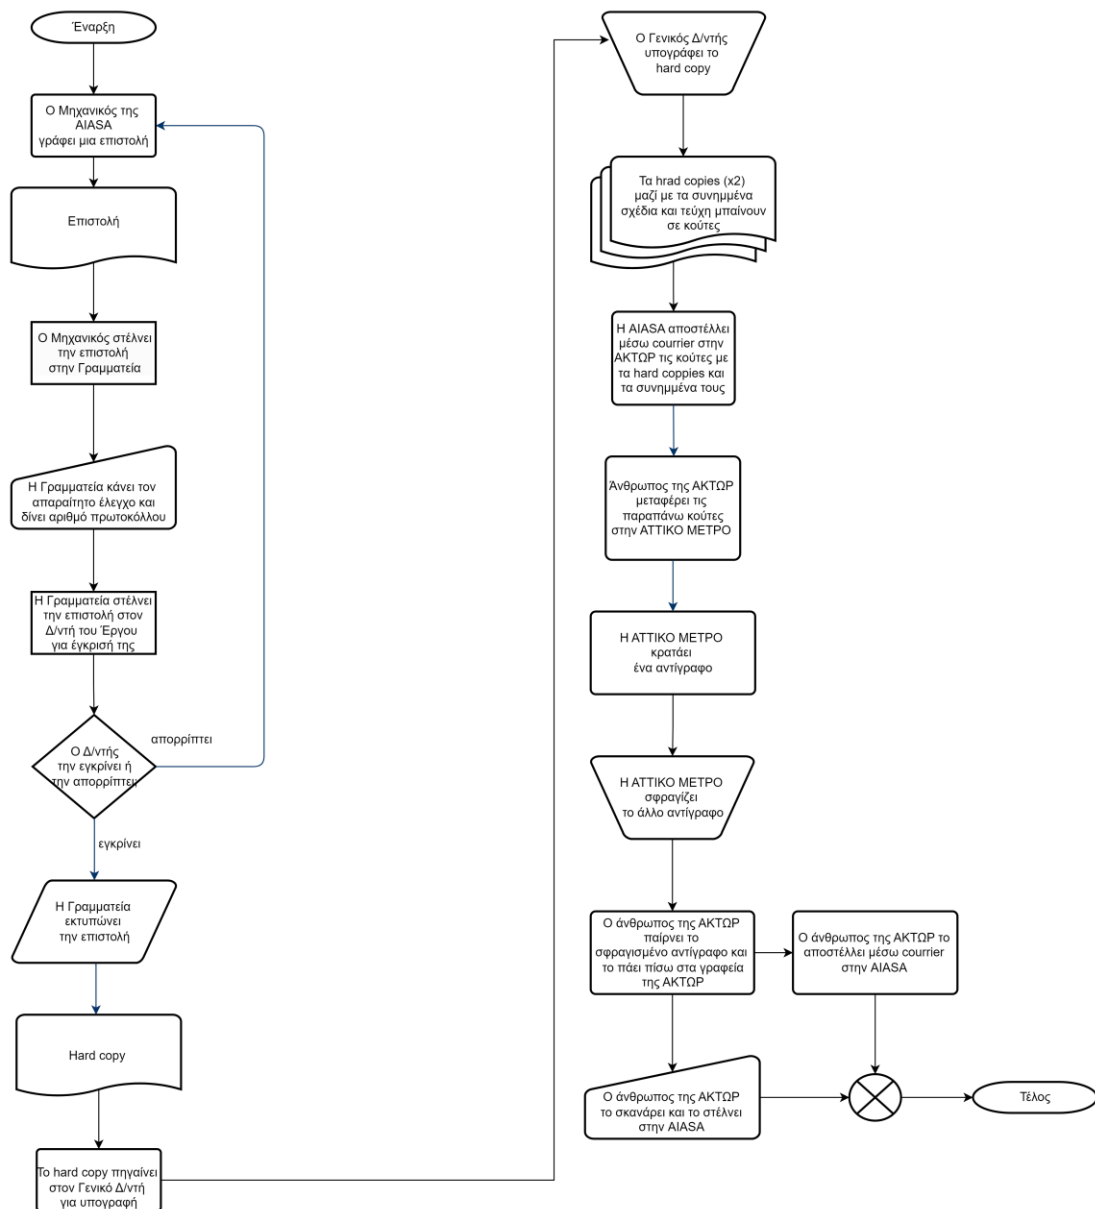 Έναρξη
Ο Μηχανικός της
AIASA
γράφει μια επιστολή
Επιστολή
Ο Μηχανικός στέλνει
την επιστολή
στην Γραμματεία
Η Γραμματεία κάνει τον
απαραίτητο έλεγχο και
δίνει αριθμό πρωτοκόλλου
Η Γραμματεία στέλνει
την επιστολή στον
Δ/ντή του Έργου
για έγκρισή της
Ο Δ/ντής
την εγκρίνει ή
την απορρίπτει;
απορρίπτει
εγκρίνει
Η Γραμματεία
εκτυπώνει
την επιστολή
Hard copy
Το hard copy πηγαίνει
στον Γενικό Δ/ντή
για υπογραφή
Ο Γενικός Δ/ντής
υπογράφει το
hard copy
Τα hrad copies (x2)
μαζί με τα συνημμένα
σχέδια και τεύχη μπαίνουν
σε κούτες
Η AIASA αποστέλλει
μέσω courrier στην
ΑΚΤΩΡ τις κούτες με
τα hard coppies και
τα συνημμένα τους
Άνθρωπος της ΑΚΤΩΡ
μεταφέρει τις
παραπάνω κούτες
στην ΑΤΤΙΚΟ ΜΕΤΡΟ
Η ΑΤΤΙΚΟ ΜΕΤΡΟ
κρατάει
ένα αντίγραφο
Η ΑΤΤΙΚΟ ΜΕΤΡΟ
σφραγίζει
το άλλο αντίγραφο
Ο άνθρωπος της ΑΚΤΩΡ
παίρνει το
σφραγισμένο αντίγραφο και
το πάει πίσω στα γραφεία
της ΑΚΤΩΡ
Ο άνθρωπος της ΑΚΤΩΡ το
αποστέλλει μέσω courrier
στην AIASA
Ο άνθρωπος της ΑΚΤΩΡ
το σκανάρει και το στέλνει
στην AIASA
Τέλος